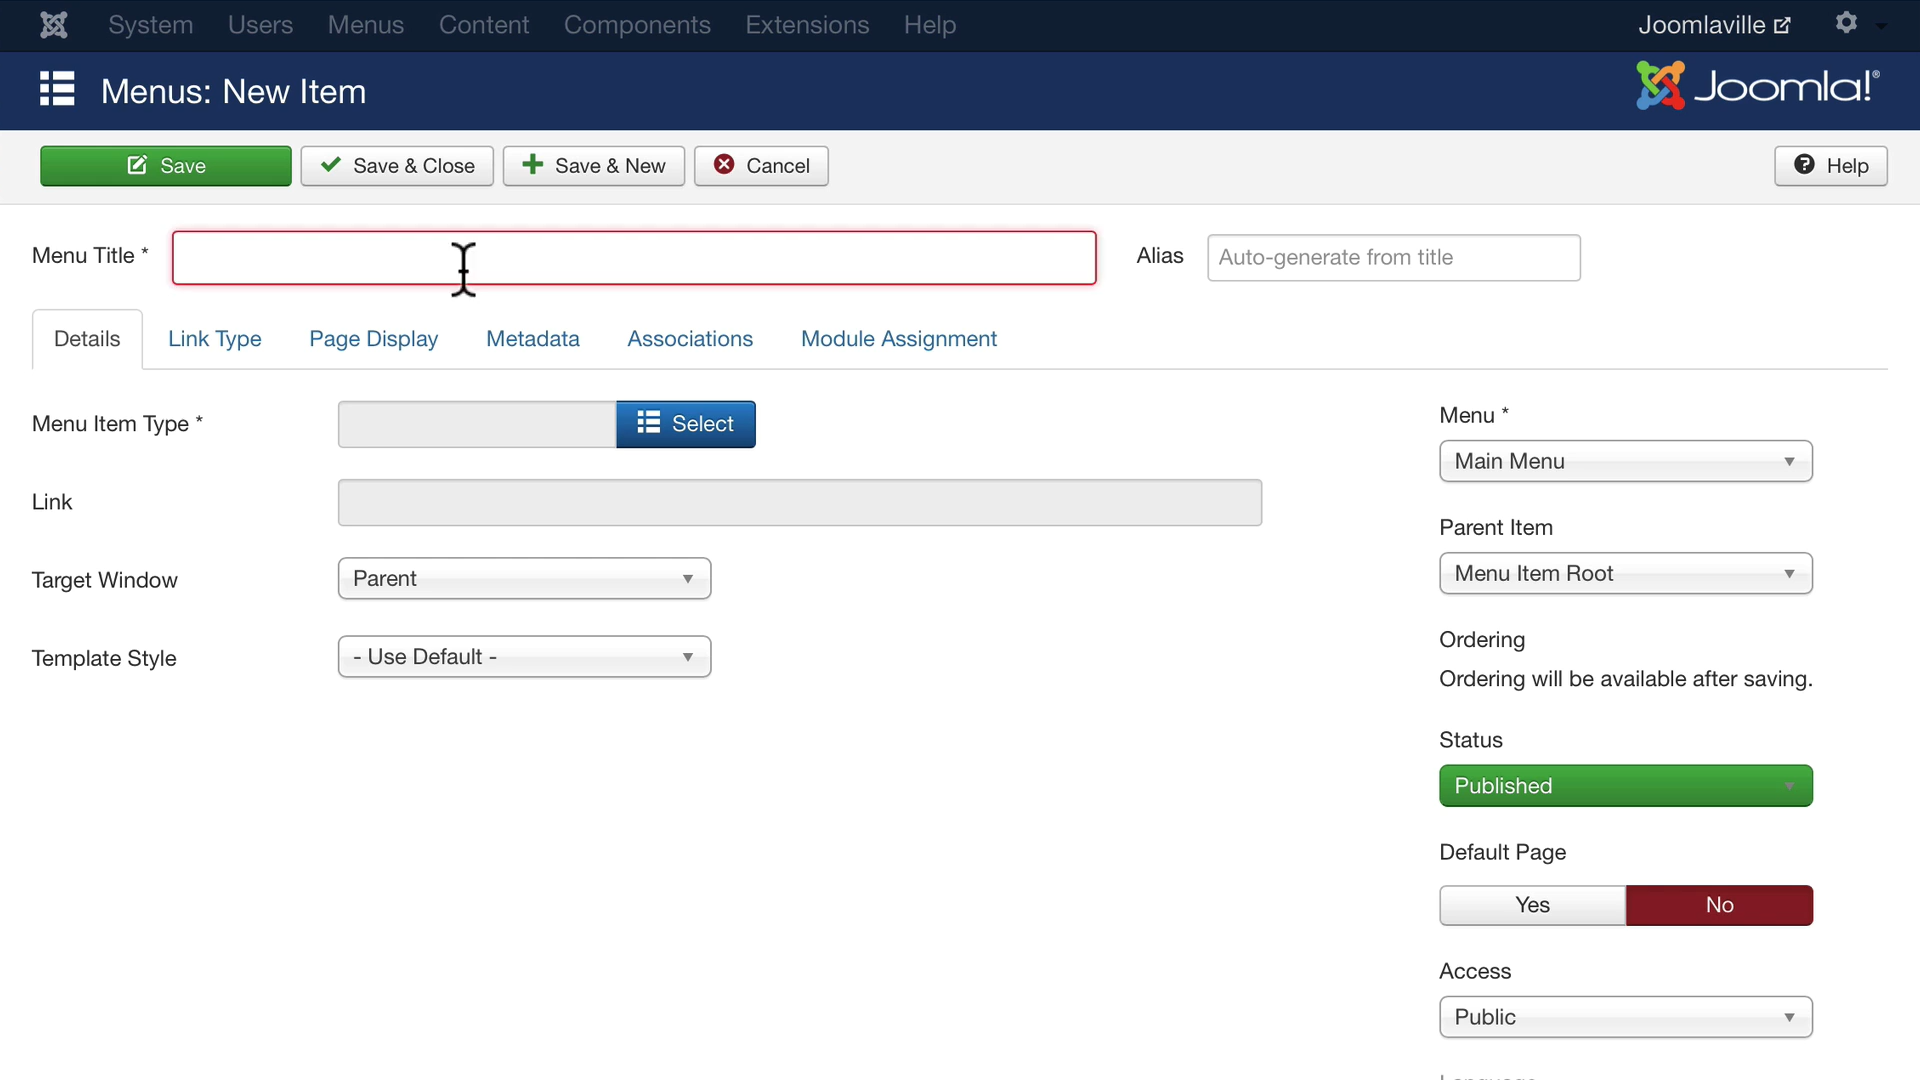 System Users Menus Content Components Extensions Help Joomlaville
Menus: New Item Joomla!®
Save Save & Close Save & New Cancel Help
Menu Title * Alias Auto-generate from title
Details Link Type Page Display Metadata Associations Module Assignment
Menu Item Type * Select
Link
Target Window Parent
Template Style - Use Default -
Menu *
Main Menu
Parent Item
Menu Item Root
Ordering
Ordering will be available after saving.
Status
Published
Default Page
Yes No
Access
Public